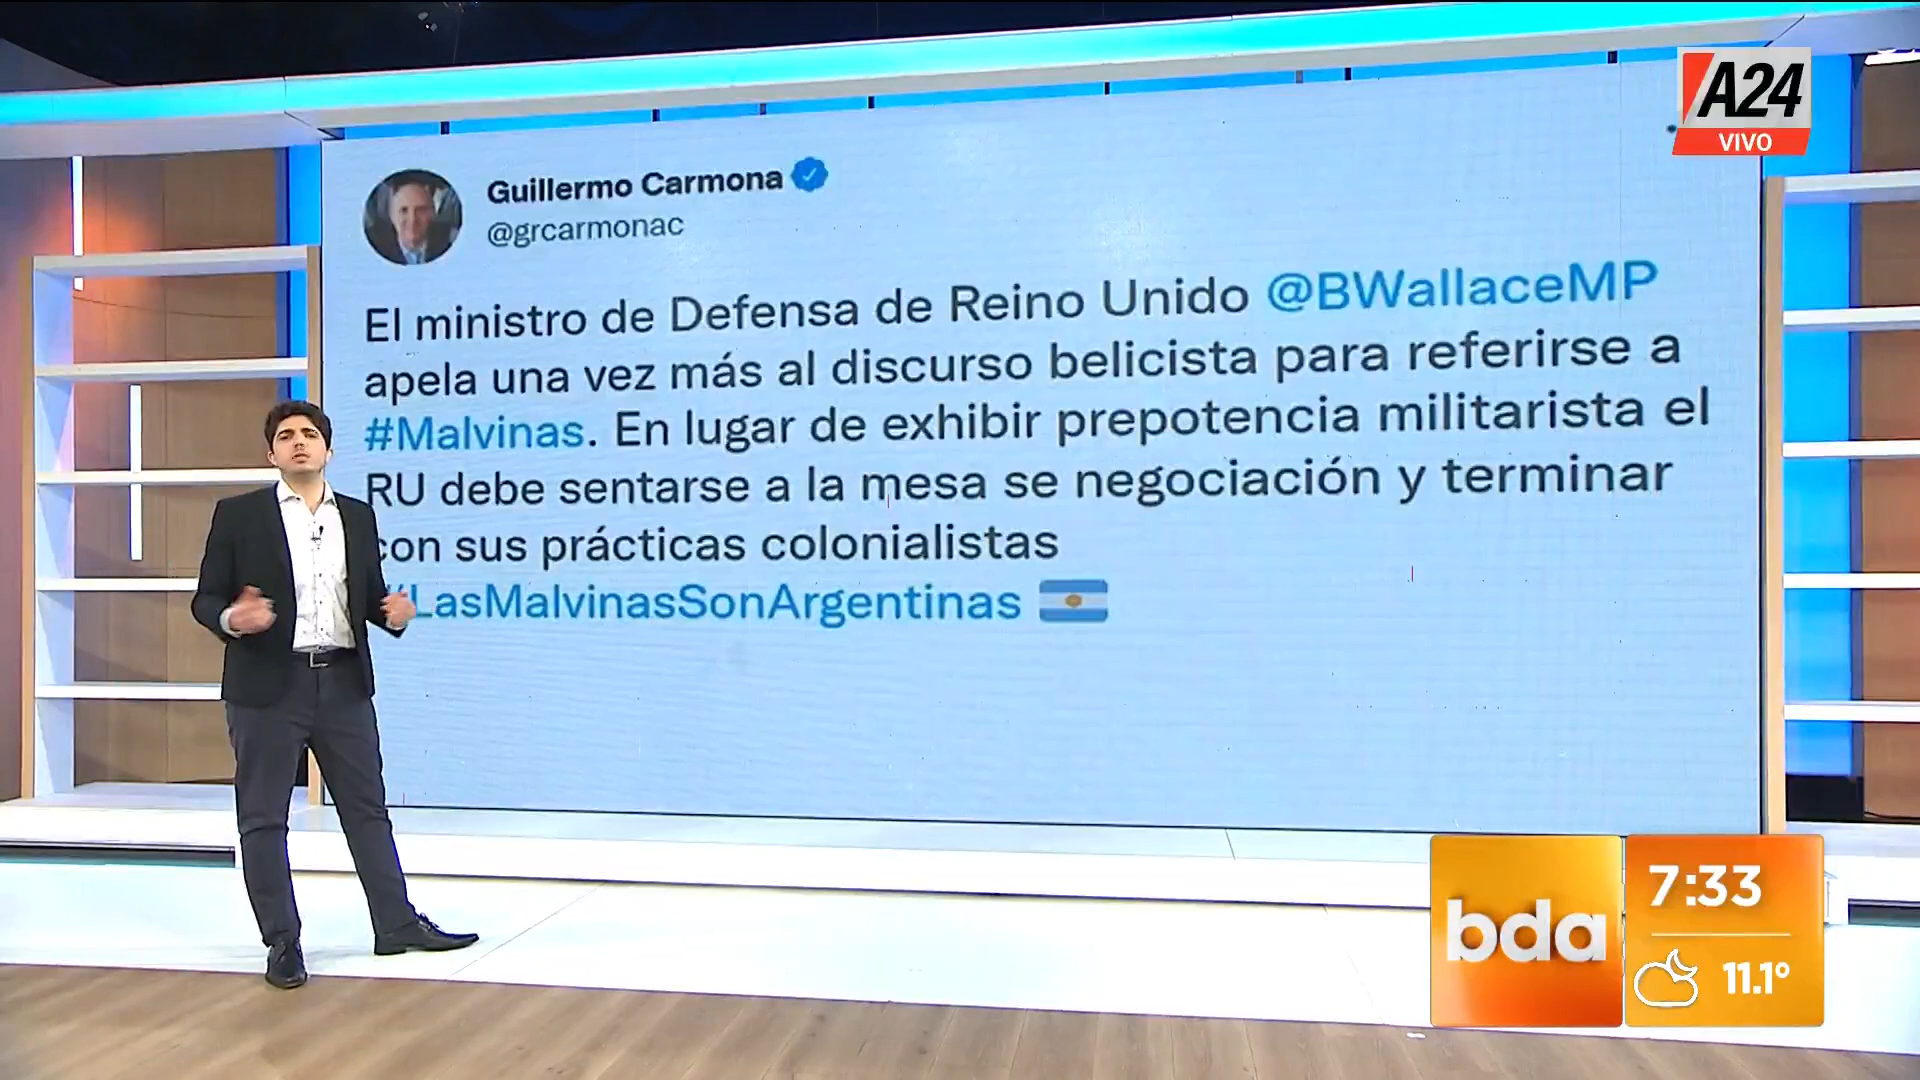 A24
VIVO
Guillermo Carmona
@grcarmonac
El ministro de Defensa de Reino Unido @BWallaceMP
apela una vez más al discurso belicista para referirse a
#Malvinas. En lugar de exhibir prepotencia militarista el
RU debe sentarse a la mesa se negociación y terminar
con sus prácticas colonialistas
#LasMalvinasSonArgentinas
bda
7:33
11.1°